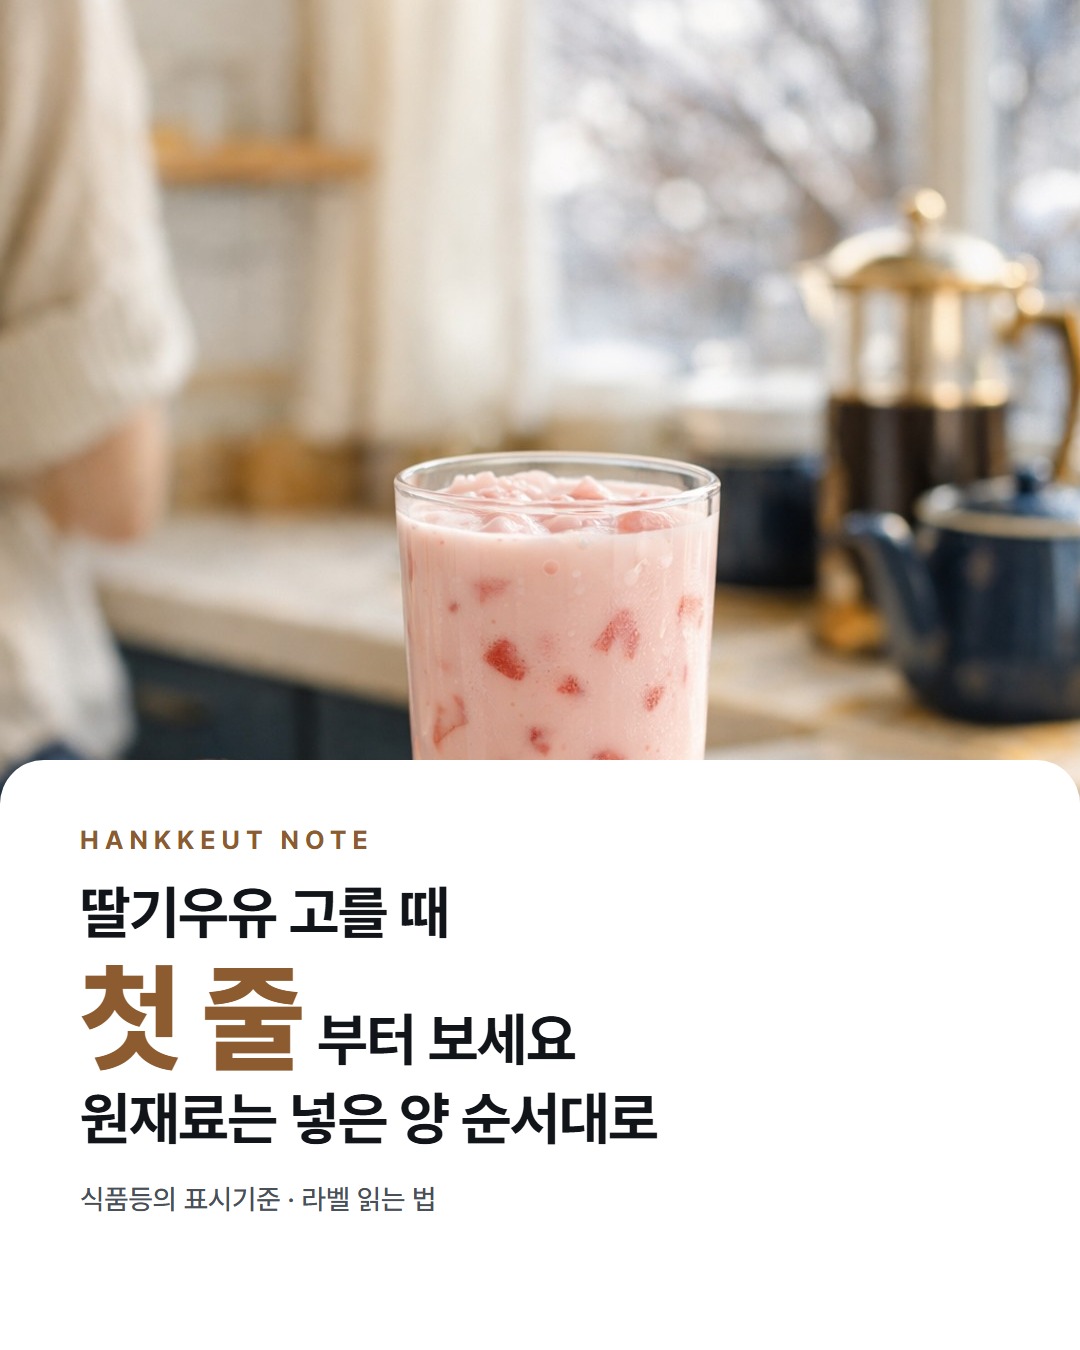 HANKKEUT NOTE
딸기우유 고를 때
첫 줄부터 보세요
원재료는 넣은 양 순서대로
식품등의 표시기준 · 라벨 읽는 법